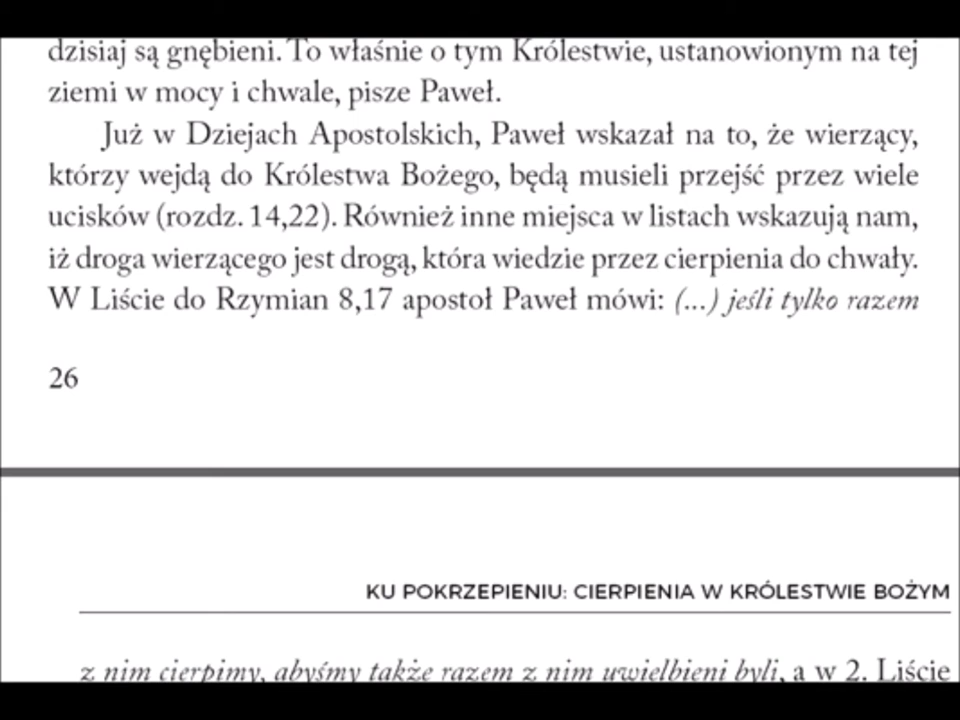 dzisiaj są gnębieni. To właśnie o tym Królestwie, ustanowionym na tej
ziemi w mocy i chwale, pisze Paweł.
Już w Dziejach Apostolskich, Paweł wskazał na to, że wierzący,
którzy wejdą do Królestwa Bożego, będą musieli przejść przez wiele
ucisków (rozdz. 14,22). Również inne miejsca w listach wskazują nam,
iż droga wierzącego jest drogą, która wiedzie przez cierpienia do chwały.
W Liście do Rzymian 8,17 apostoł Paweł mówi: (...) jeśli tylko razem
26
KU POKRZEPIENIU: CIERPIENIA W KRÓLESTWIE BOŻYM
z nim cierpimy, abyśmy także razem z nim uwielbieni byli, a w 2. Liście